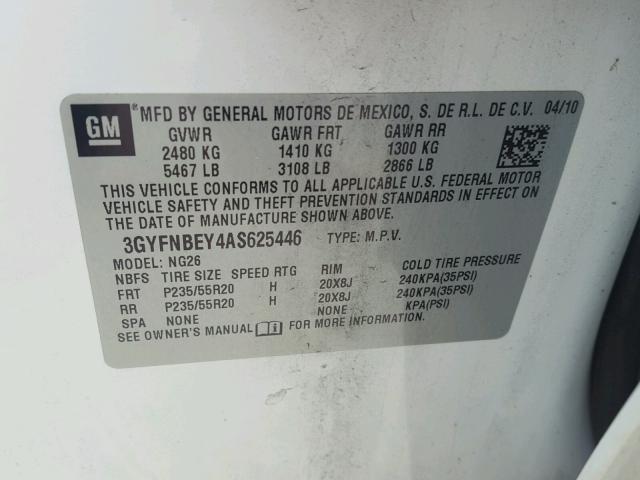 GM ® MFD BY GENERAL MOTORS DE MEXICO, S. DE R.L. DE C.V. 04/10
GVWR GAWR FRT GAWR RR
2480 KG 1410 KG 1300 KG
5467 LB 3108 LB 2866 LB
THIS VEHICLE CONFORMS TO ALL APPLICABLE U.S. FEDERAL MOTOR
VEHICLE SAFETY AND THEFT PREVENTION STANDARDS IN EFFECT ON
THE DATE OF MANUFACTURE SHOWN ABOVE.
3GYFNBEY4AS625446 TYPE: M.P.V.
MODEL: NG26
NBFS TIRE SIZE SPEED RTG RIM COLD TIRE PRESSURE
FRT P235/55R20 H 20X8J 240KPA(35PSI)
RR P235/55R20 H 20X8J 240KPA(35PSI)
SPA NONE NONE KPA(PSI)
SEE OWNER'S MANUAL FOR MORE INFORMATION.